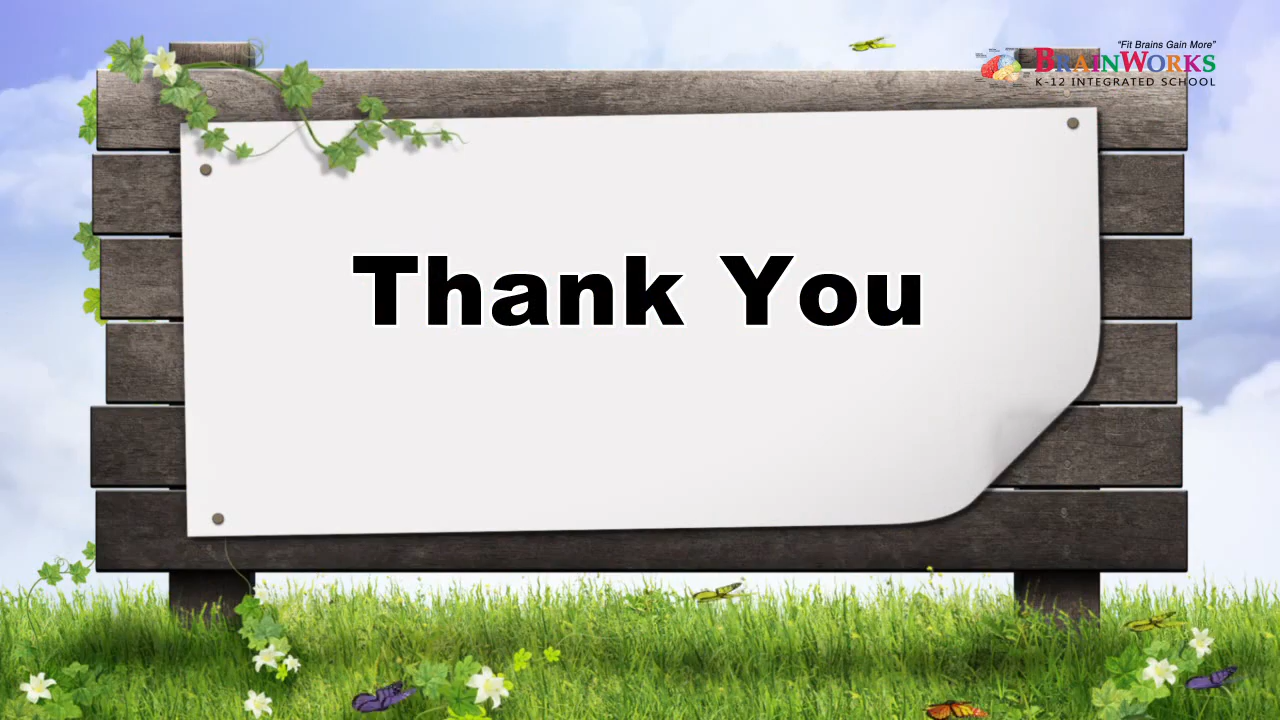 "Fit Brains Gain More"
BRAINWORKS
K-12 INTEGRATED SCHOOL
Thank You